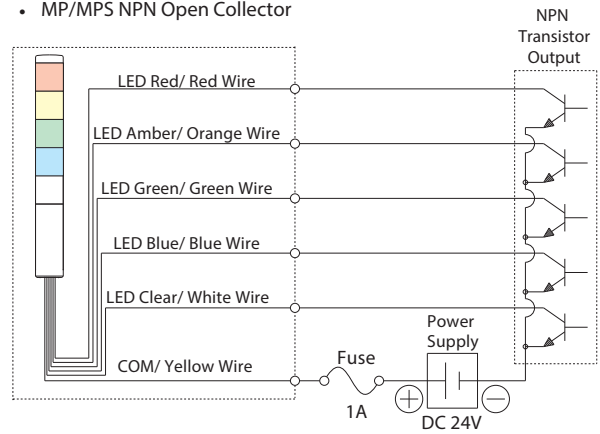 • MP/MPS NPN Open Collector
NPN
Transistor
Output
LED Red/ Red Wire
LED Amber/ Orange Wire
LED Green/ Green Wire
LED Blue/ Blue Wire
LED Clear/ White Wire
COM/ Yellow Wire
Fuse
1A
Power
Supply
+
−
DC 24V